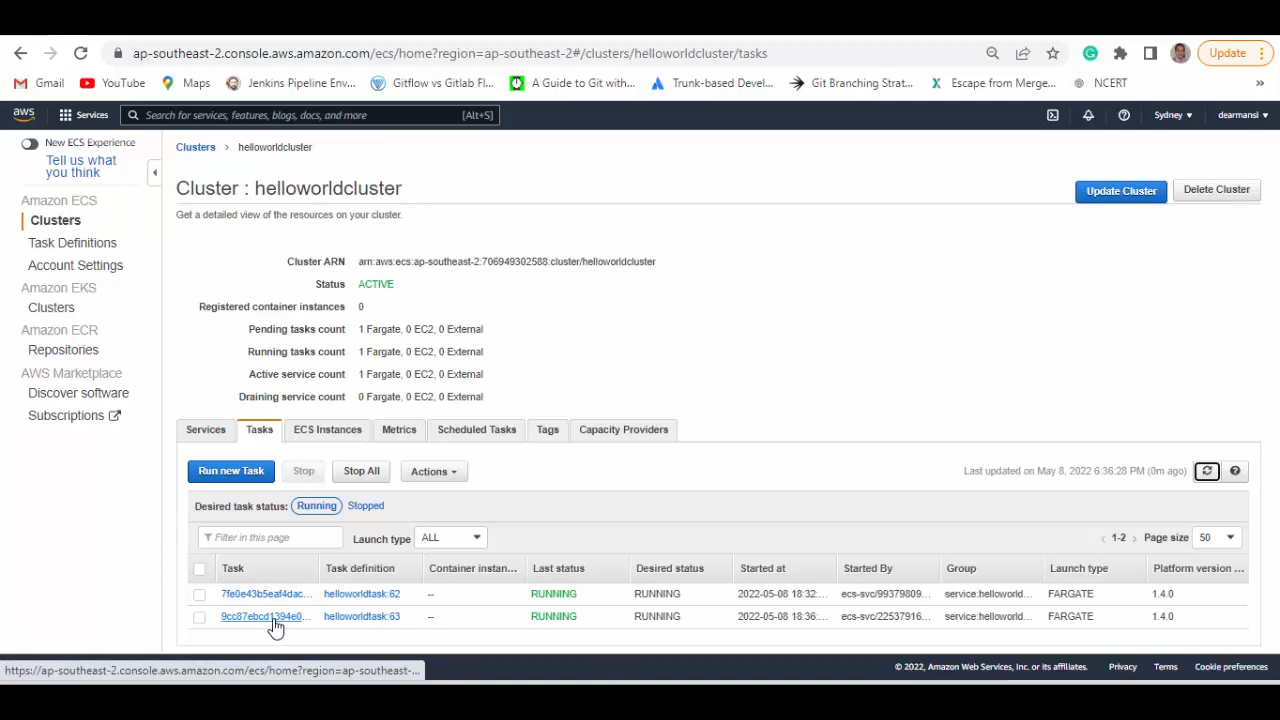 ap-southeast-2.console.aws.amazon.com/ecs/home?region=ap-southeast-2#/clusters/helloworldcluster/tasks
Update
Gmail YouTube Maps Jenkins Pipeline Env... Gitflow vs Gitlab Fl... A Guide to Git with... Trunk-based Devel... Git Branching Strat... Escape from Merge... NCERT »
aws Services Search for services, features, blogs, docs, and more [Alt+S] Sydney dearmansi
New ECS Experience
Tell us what
you think
Amazon ECS
Clusters
Task Definitions
Account Settings
Amazon EKS
Clusters
Amazon ECR
Repositories
AWS Marketplace
Discover software
Subscriptions
Clusters > helloworldcluster
Cluster : helloworldcluster
Update Cluster Delete Cluster
Get a detailed view of the resources on your cluster.
Cluster ARN arn:aws:ecs:ap-southeast-2:706949302588:cluster/helloworldcluster
Status ACTIVE
Registered container instances 0
Pending tasks count 1 Fargate, 0 EC2, 0 External
Running tasks count 1 Fargate, 0 EC2, 0 External
Active service count 1 Fargate, 0 EC2, 0 External
Draining service count 0 Fargate, 0 EC2, 0 External
Services Tasks ECS Instances Metrics Scheduled Tasks Tags Capacity Providers
Run new Task Stop Stop All Actions Last updated on May 8, 2022 6:36:28 PM (0m ago)
Desired task status: Running Stopped
Filter in this page Launch type ALL < 1-2 > Page size 50
Task Task definition Container instan... Last status Desired status Started at Started By Group Launch type Platform version ...
7fe0e43b5eaf4dac... helloworldtask:62 -- RUNNING RUNNING 2022-05-08 18:32:... ecs-svc/99379809... service:helloworld... FARGATE 1.4.0
9cc87ebcd1394e0... helloworldtask:63 -- RUNNING RUNNING 2022-05-08 18:36:... ecs-svc/22537916... service:helloworld... FARGATE 1.4.0
https://ap-southeast-2.console.aws.amazon.com/ecs/home?region=ap-southeast-...
© 2022, Amazon Web Services, Inc. or its affiliates. Privacy Terms Cookie preferences